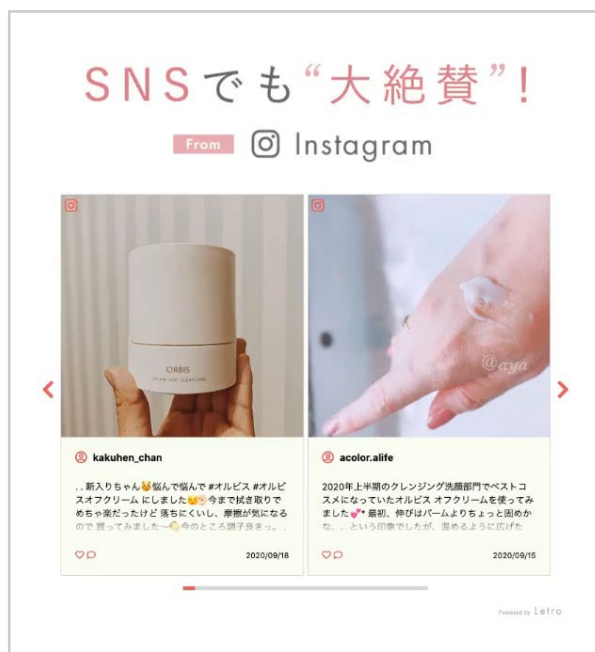 SNSでも“大絶賛”!
From Instagram
ORBIS
@aya
kakuhen_chan
. . 新入りちゃん🐱悩んで悩んで #オルビス #オルビ
スオフクリーム にしました😉👏🏻今まで拭き取りで
めちゃ楽だったけど 落ちにくいし、摩擦が気になる
ので 買ってみました〜💪今のところ調子良きっ。.
2020/09/18
acolor.alife
2020年上半期のクレンジング洗顔部門でベストコ
スメになっていたオルビス オフクリームを使ってみ
ました💕* 最初、伸びはバームよりちょっと固めか
な、、という印象でしたが、温めるように広げた
2020/09/15
Powered by Letro